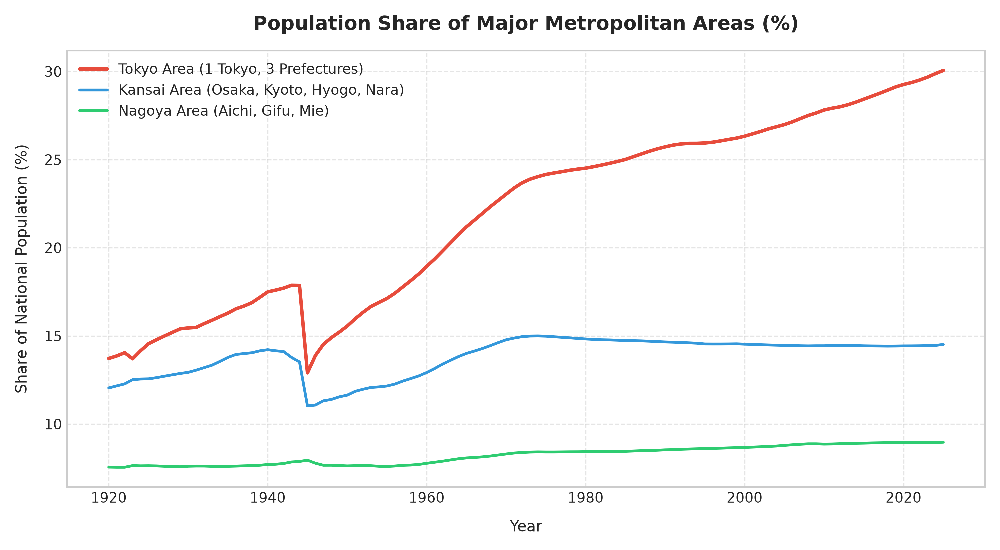 Population Share of Major Metropolitan Areas (%)
Tokyo Area (1 Tokyo, 3 Prefectures)
Kansai Area (Osaka, Kyoto, Hyogo, Nara)
Nagoya Area (Aichi, Gifu, Mie)
Share of National Population (%)
30
25
20
15
10
1920 1940 1960 1980 2000 2020
Year